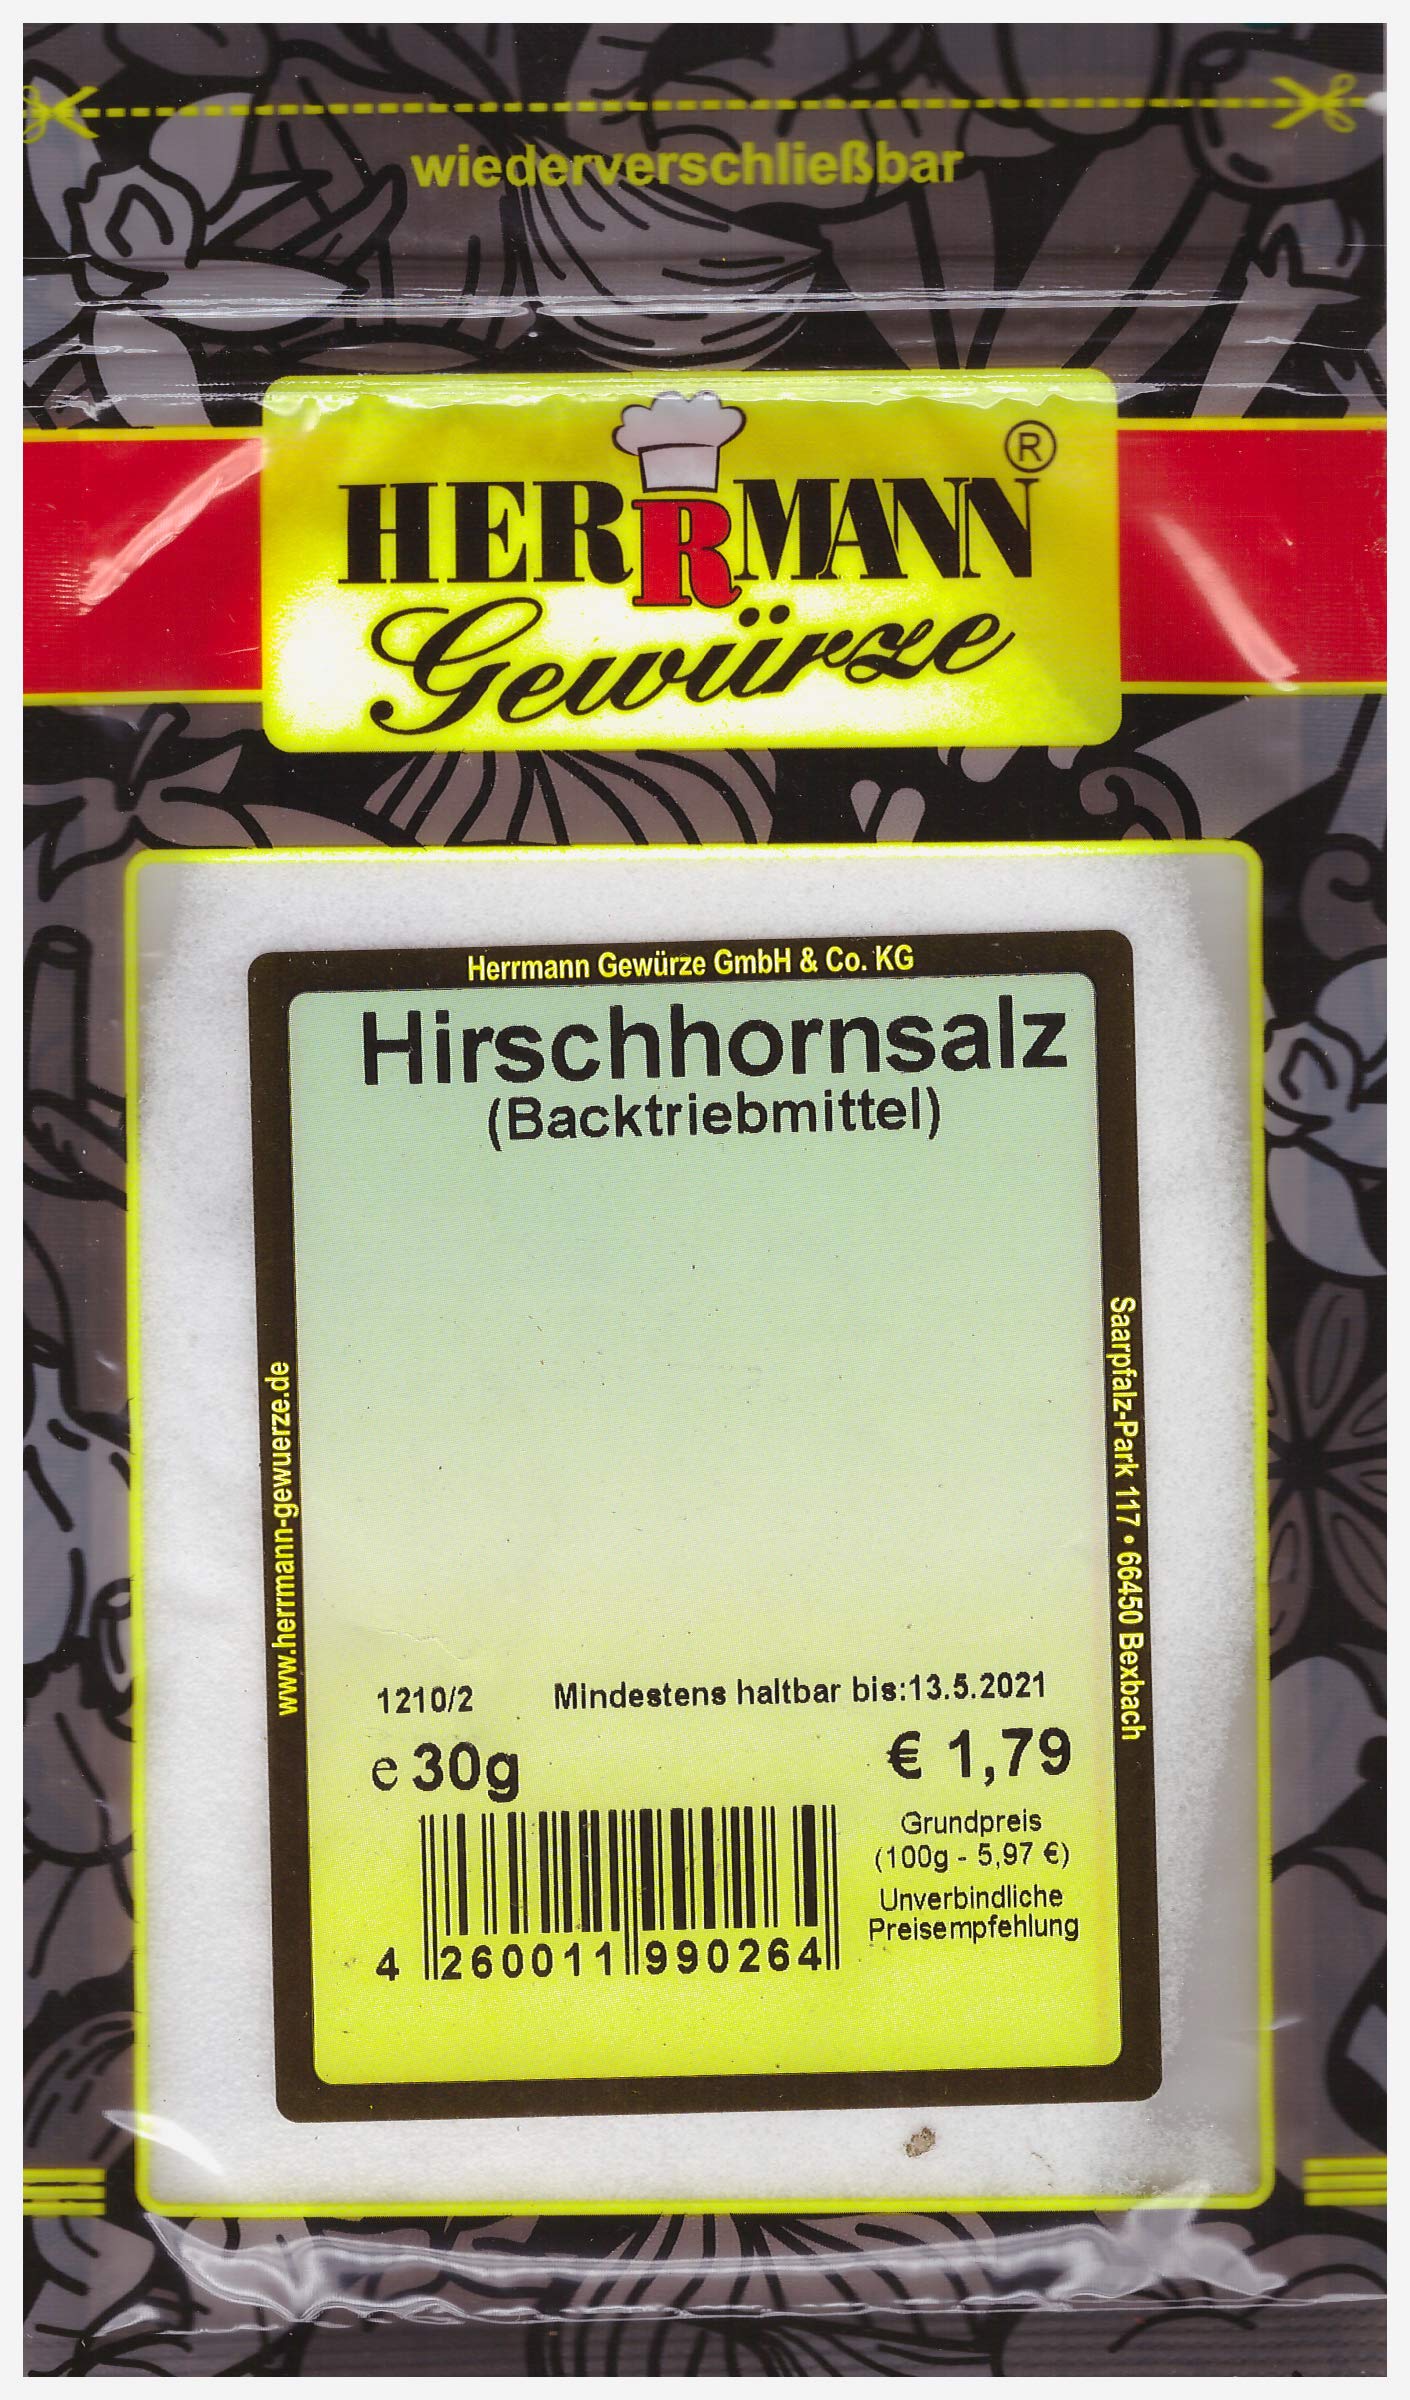 wiederverschließbar
HERRMANN®
Gewürze
Herrmann Gewürze GmbH & Co. KG
Hirschhornsalz
(Backtriebmittel)
www.herrmann-gewuerze.de
Saarpfalz-Park 117 • 66450 Bexbach
1210/2 Mindestens haltbar bis:13.5.2021
e 30g € 1,79
Grundpreis
(100g - 5,97 €)
Unverbindliche
Preisempfehlung
4 260011 990264